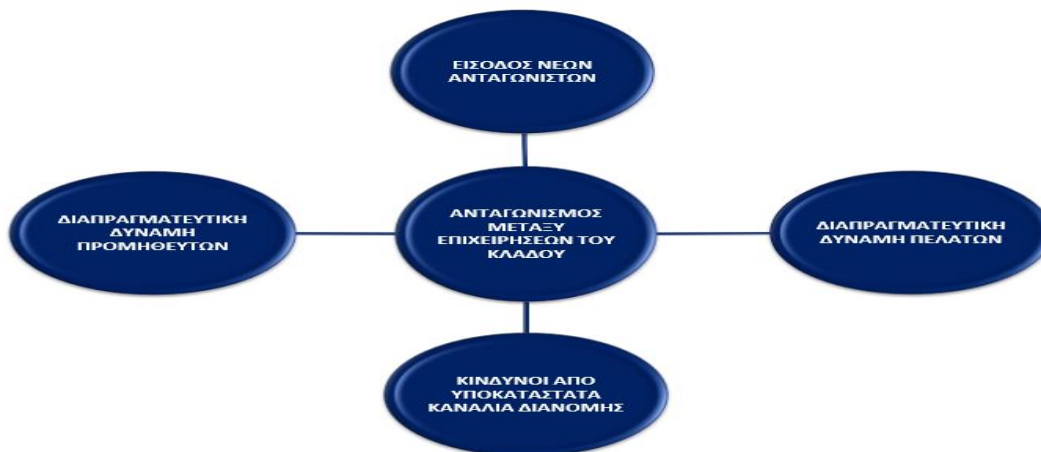 ΕΙΣΟΔΟΣ ΝΕΩΝ
ΑΝΤΑΓΩΝΙΣΤΩΝ
ΔΙΑΠΡΑΓΜΑΤΕΥΤΙΚΗ
ΔΥΝΑΜΗ
ΠΡΟΜΗΘΕΥΤΩΝ
ΑΝΤΑΓΩΝΙΣΜΟΣ
ΜΕΤΑΞΥ
ΕΠΙΧΕΙΡΗΣΕΩΝ ΤΟΥ
ΚΛΑΔΟΥ
ΔΙΑΠΡΑΓΜΑΤΕΥΤΙΚΗ
ΔΥΝΑΜΗ ΠΕΛΑΤΩΝ
ΚΙΝΔΥΝΟΙ ΑΠΟ
ΥΠΟΚΑΤΑΣΤΑΤΑ
ΚΑΝΑΛΙΑ ΔΙΑΝΟΜΗΣ